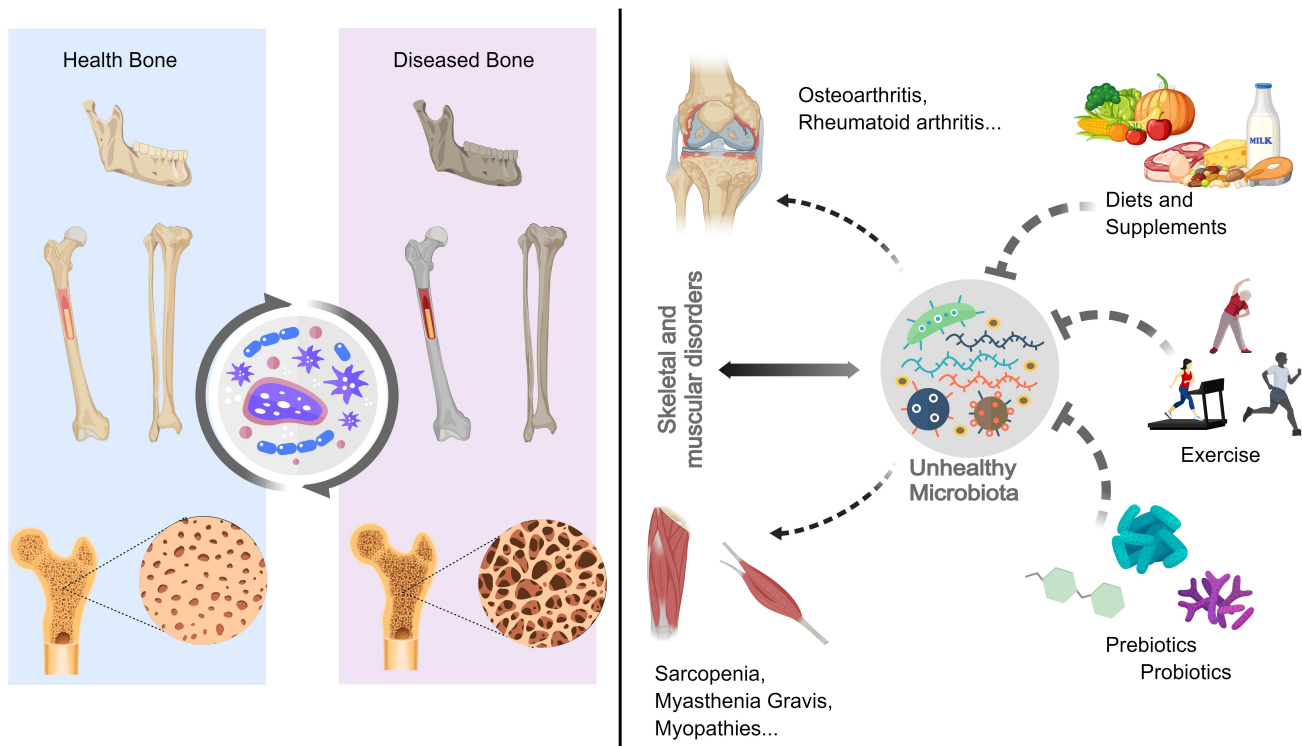 Health Bone
Diseased Bone
Osteoarthritis,
Rheumatoid arthritis...
MILK
Diets and
Supplements
Skeletal and
muscular disorders
Exercise
Unhealthy
Microbiota
Prebiotics
Probiotics
Sarcopenia,
Myasthenia Gravis,
Myopathies...